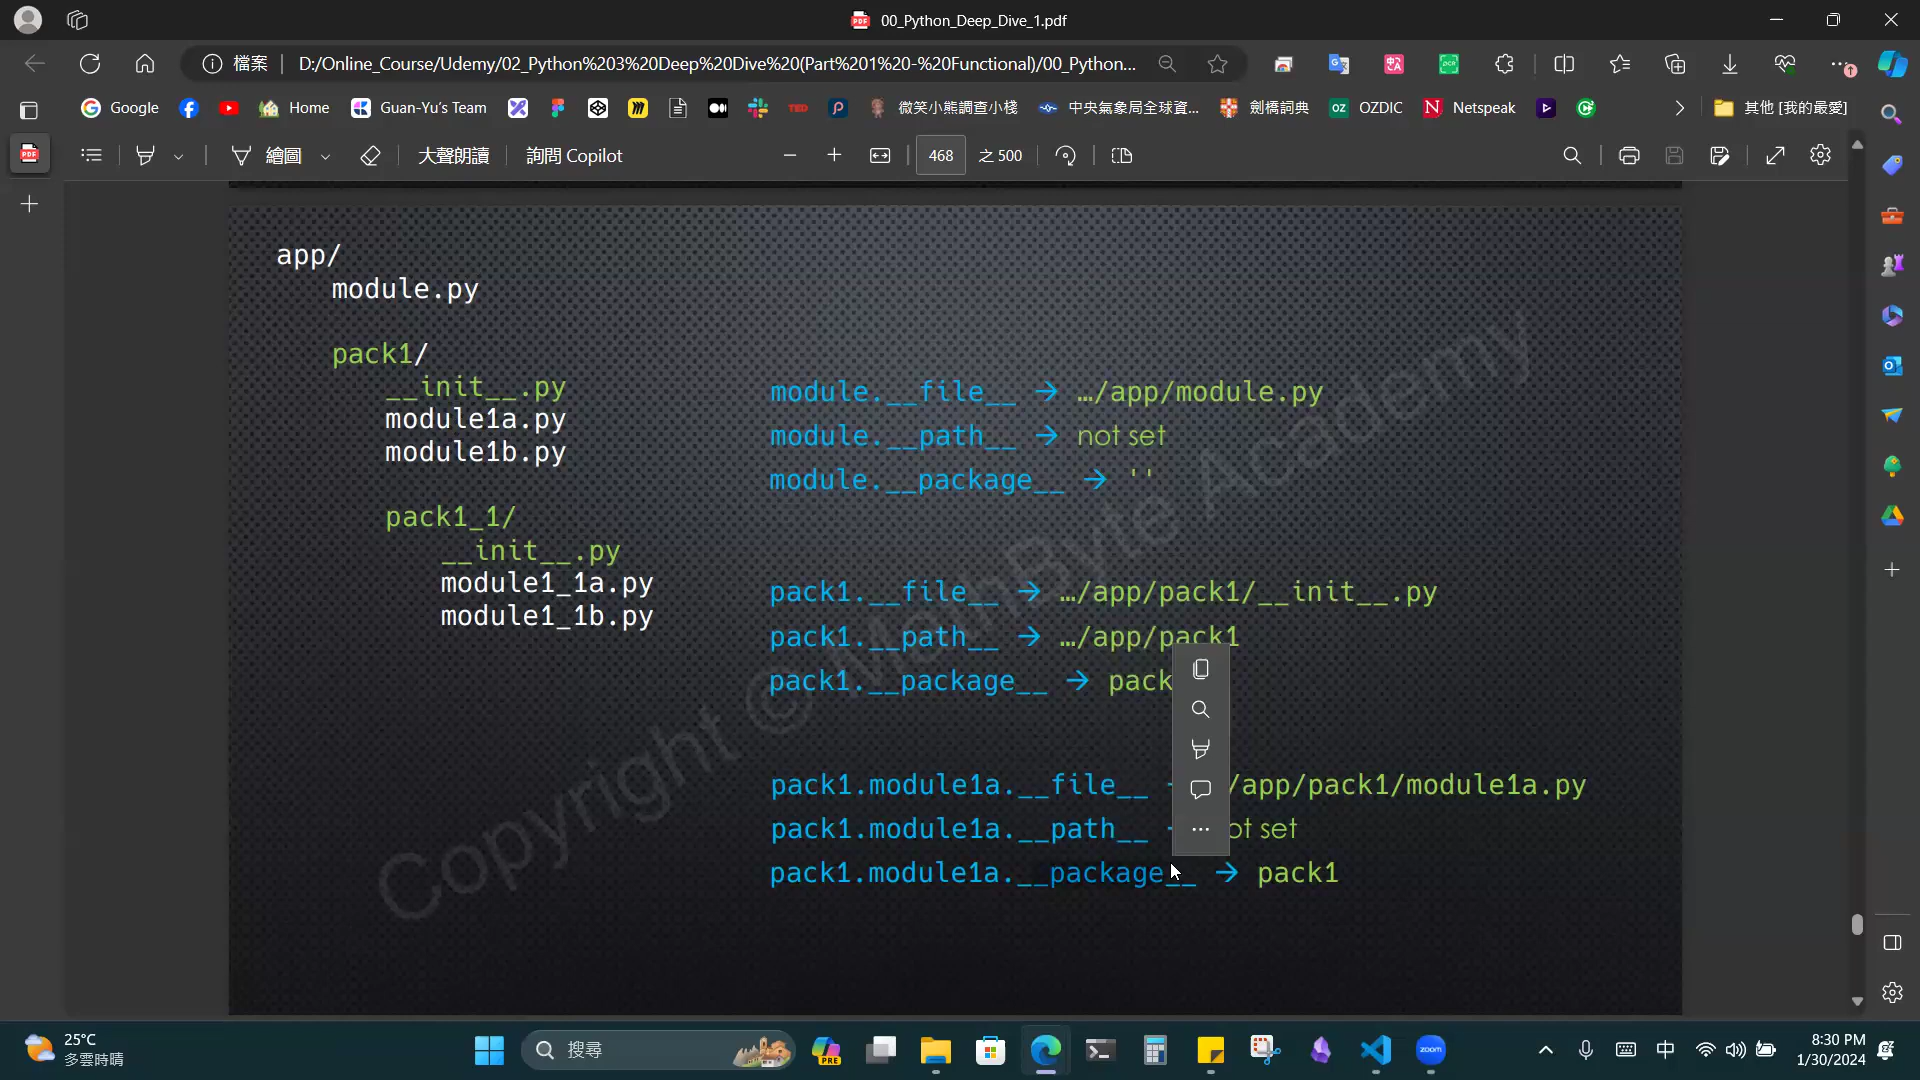 00_Python_Deep_Dive_1.pdf
檔案
D:/Online_Course/Udemy/02_Python%203%20Deep%20Dive%20(Part%201%20-%20Functional)/00_Python...
Google
Home
Guan-Yu's Team
TED
微笑小熊調查小棧
中央氣象局全球資...
劍橋詞典
OZ OZDIC
Netspeak
其他 [我的最愛]
繪圖
大聲朗讀
詢問 Copilot
468
之 500
app/
module.py
pack1/
__init__.py
module1a.py
module1b.py
pack1_1/
__init__.py
module1_1a.py
module1_1b.py
module.__file__ → …/app/module.py
module.__path__ → not set
module.__package__ → ''
pack1.__file__ → …/app/pack1/__init__.py
pack1.__path__ → …/app/pack1
pack1.__package__ → pack
pack1.module1a.__file__ /app/pack1/module1a.py
pack1.module1a.__path__ ot set
pack1.module1a.__package__ → pack1
25°C
多雲時晴
搜尋
PRE
zoom
中
8:30 PM
1/30/2024